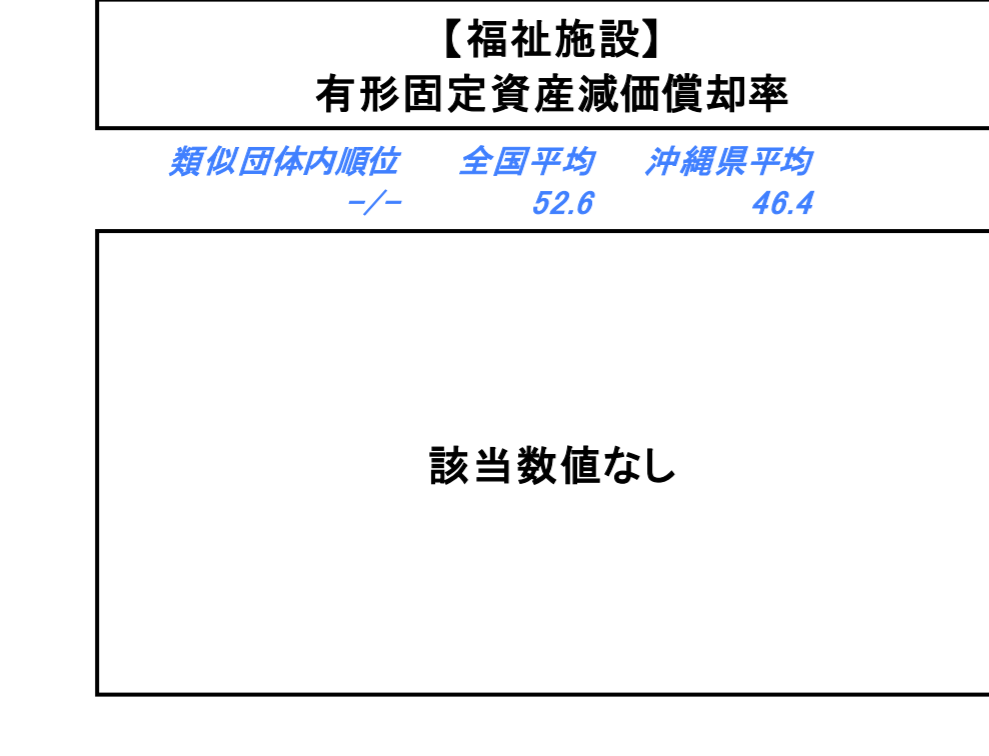 【福祉施設】
有形固定資産減価償却率
類似団体内順位 全国平均 沖縄県平均
-/- 52.6 46.4
該当数値なし